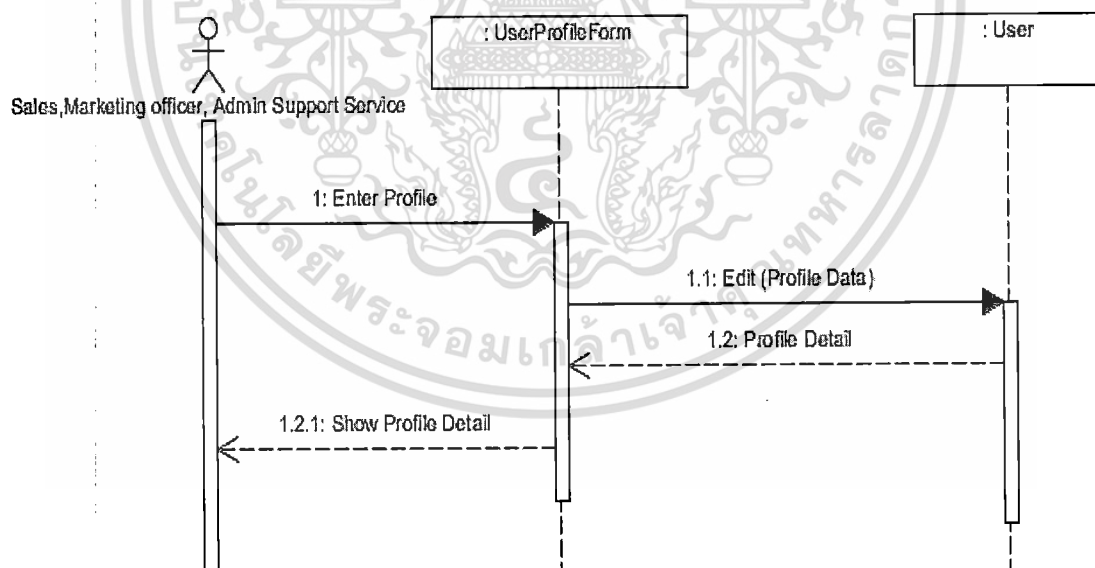 : UserProfileForm
: User
Sales,Marketing officer, Admin Support Service
1: Enter Profile
1.1: Edit (Profile Data)
1.2: Profile Detail
1.2.1: Show Profile Detail